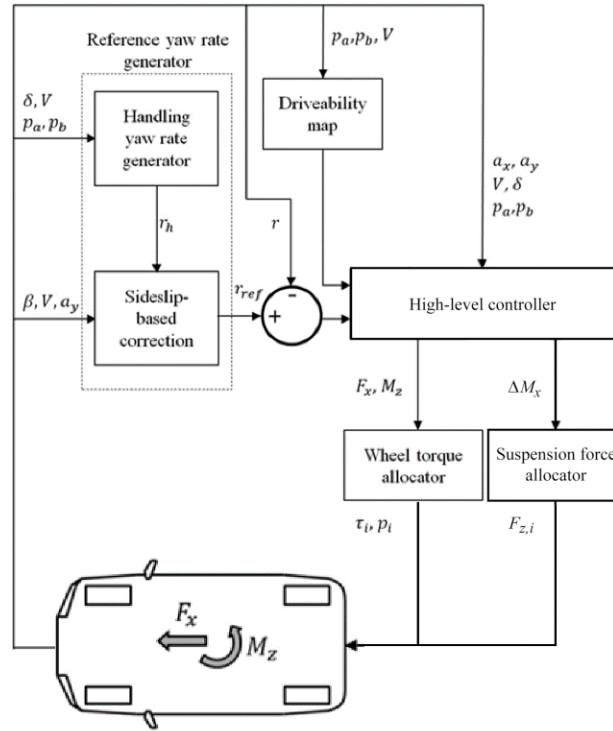 Reference yaw rate
generator
p_a, p_b, V
δ, V
p_a, p_b
Handling
yaw rate
generator
Driveability
map
a_x, a_y
V, δ
p_a, p_b
r_h
r
β, V, a_y
Sideslip-
based
correction
r_ref
+
-
High-level controller
F_x, M_z
ΔM_x
Wheel torque
allocator
Suspension force
allocator
τ_i, p_i
F_z,i
F_x
M_z